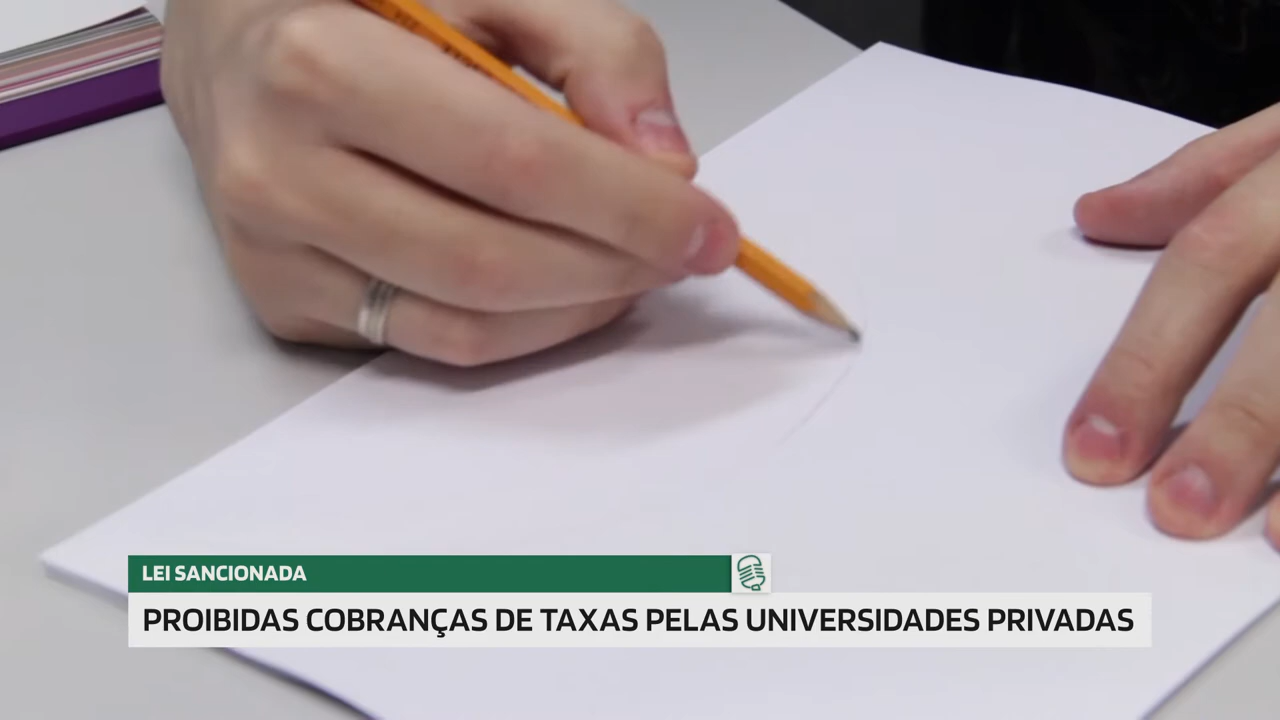 LEI SANCIONADA
PROIBIDAS COBRANÇAS DE TAXAS PELAS UNIVERSIDADES PRIVADAS